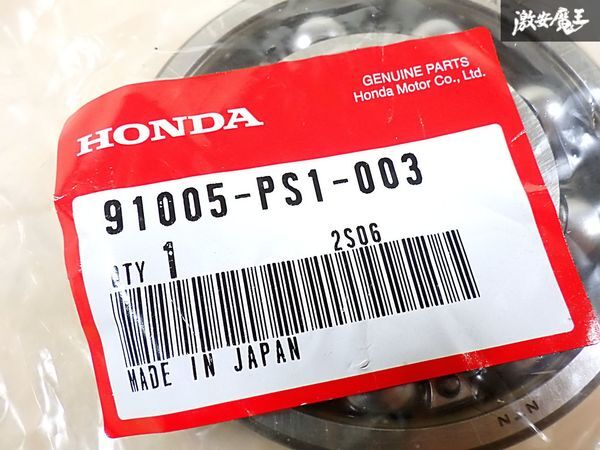 激安魔王
GENUINE PARTS
Honda Motor Co., Ltd.
HONDA
91005-PS1-003
QTY 1
2S06
MADE IN JAPAN